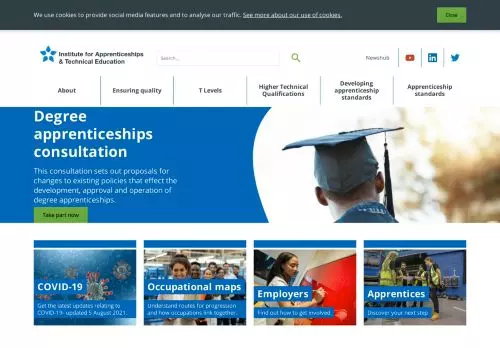 We use cookies to provide social media features and to analyse our traffic. See more about our use of cookies.
Close
Institute for Apprenticeships
& Technical Education
Search...
Newshub
About
Ensuring quality
T Levels
Higher Technical
Qualifications
Developing
apprenticeship
standards
Apprenticeship
standards
Degree
apprenticeships
consultation
This consultation sets out proposals for
changes to existing policies that effect the
development, approval and operation of
degree apprenticeships.
Take part now
COVID-19
Get the latest updates relating to
COVID-19- updated 5 August 2021.
Occupational maps
Understand routes for progression
and how occupations link together.
Employers
Find out how to get involved
Apprentices
Discover your next step